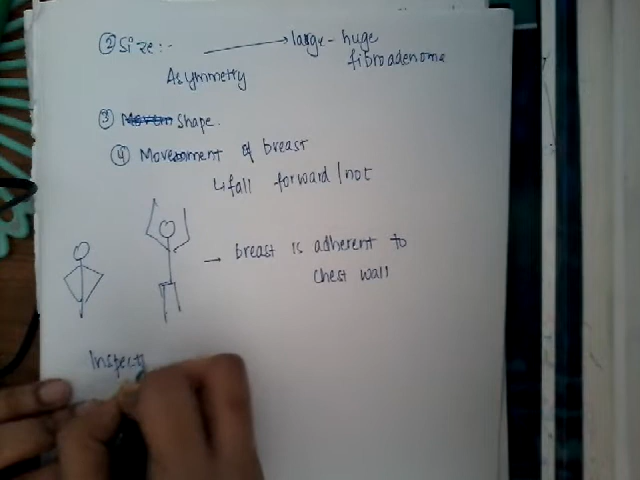 ② Size :- → large - huge
fibroadenoma
Asymmetry
③ Shape.
④ Movement of breast
↳ fall forward / not
→ breast is adherent to
chest wall
Inspect